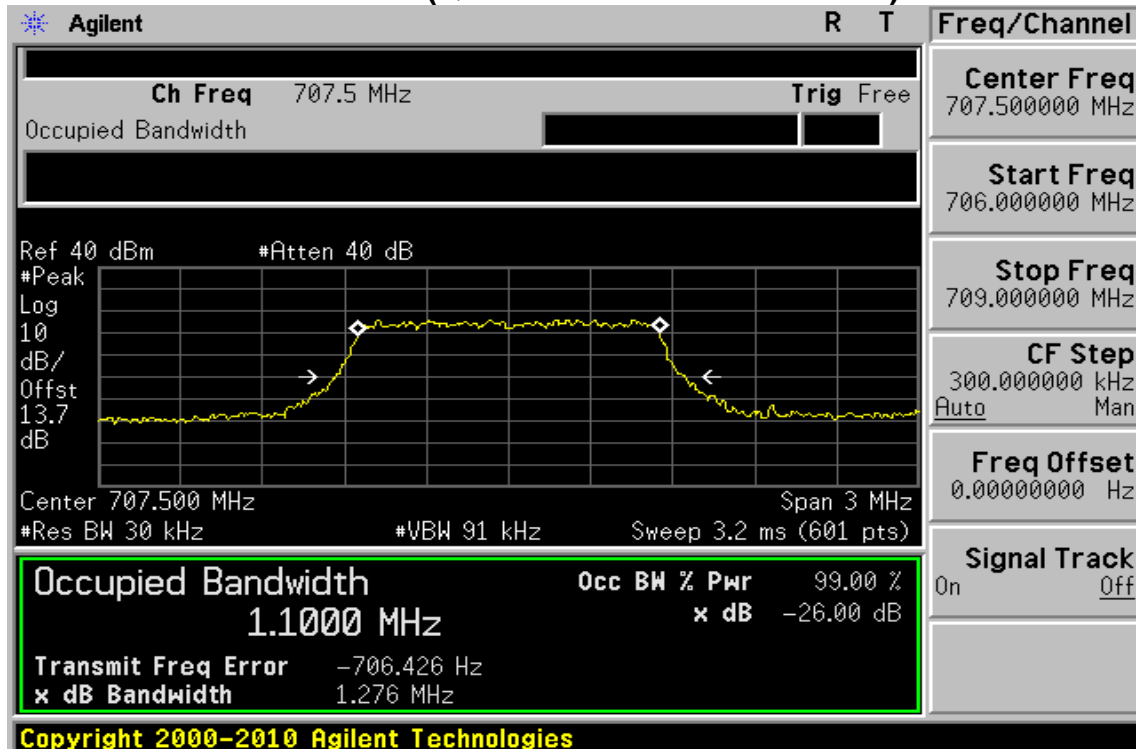 Agilent R T
Ch Freq 707.5 MHz Trig Free
Occupied Bandwidth
Ref 40 dBm #Atten 40 dB
#Peak
Log
10
dB/
Offst
13.7
dB
Center 707.500 MHz Span 3 MHz
#Res BW 30 kHz #VBW 91 kHz Sweep 3.2 ms (601 pts)
Occupied Bandwidth Occ BW % Pwr 99.00 %
1.1000 MHz x dB -26.00 dB
Transmit Freq Error -706.426 Hz
x dB Bandwidth 1.276 MHz
Copyright 2000-2010 Agilent Technologies
Freq/Channel
Center Freq
707.500000 MHz
Start Freq
706.000000 MHz
Stop Freq
709.000000 MHz
CF Step
300.000000 kHz
Auto Man
Freq Offset
0.00000000 Hz
Signal Track
On Off